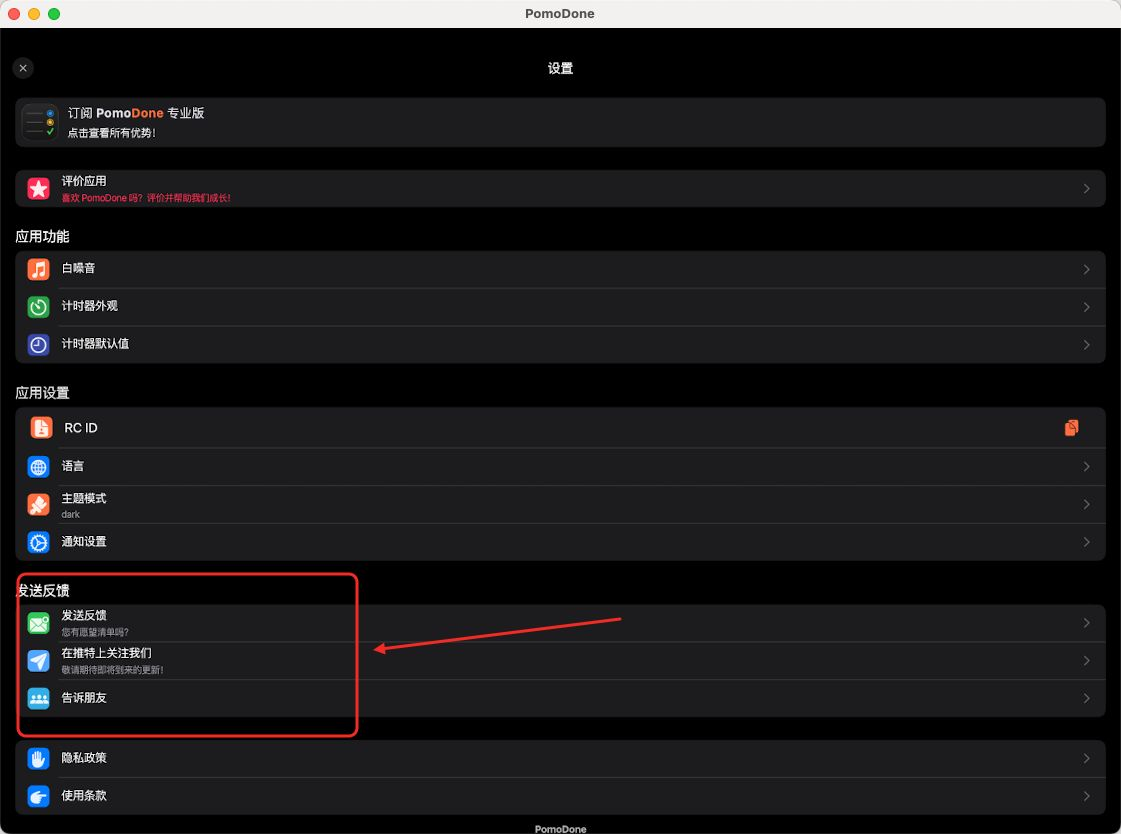 PomoDone
设置
订阅 PomoDone 专业版
点击查看所有优势!
评价应用
喜欢 PomoDone 吗？评价并帮助我们成长!
应用功能
白噪音
计时器外观
计时器默认值
应用设置
RC ID
语言
主题模式
dark
通知设置
发送反馈
发送反馈
您有愿望清单吗?
在推特上关注我们
敬请期待即将到来的更新!
告诉朋友
隐私政策
使用条款
PomoDone